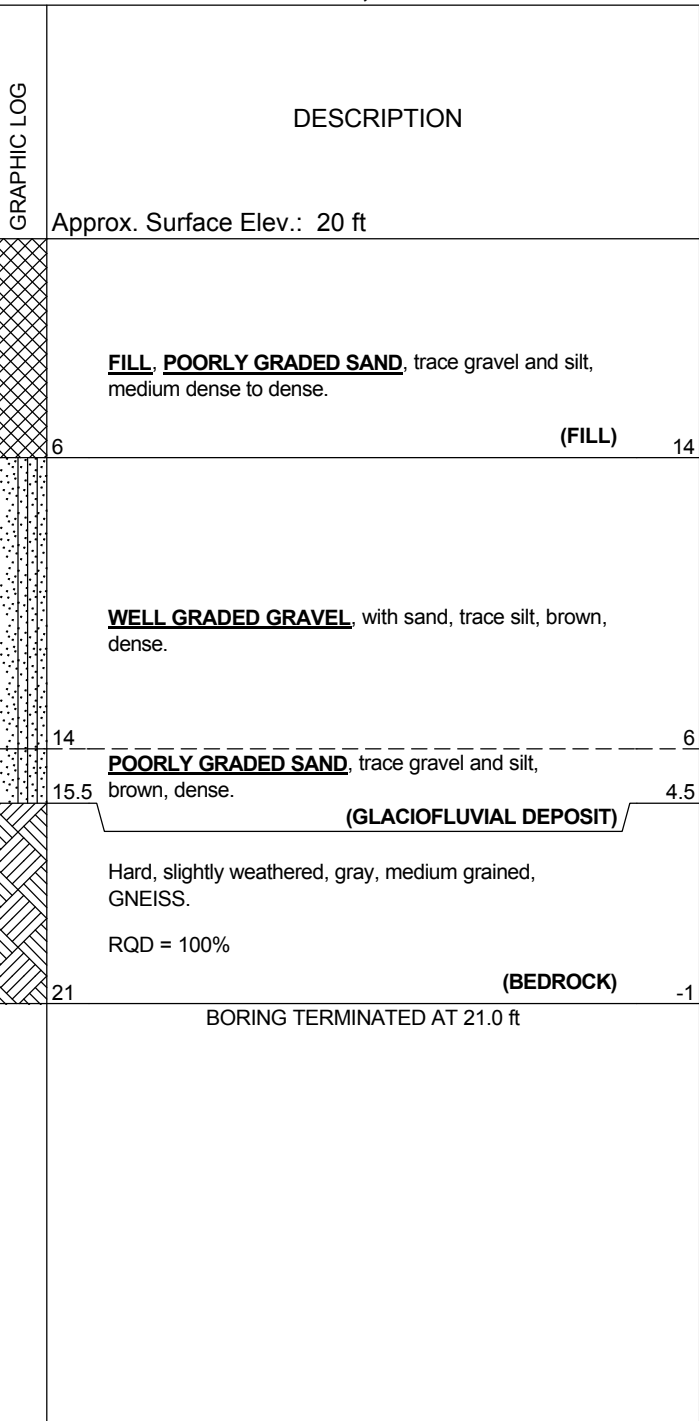 GRAPHIC LOG
DESCRIPTION
Approx. Surface Elev.: 20 ft
FILL, POORLY GRADED SAND, trace gravel and silt,
medium dense to dense.
(FILL)
6 14
WELL GRADED GRAVEL, with sand, trace silt, brown,
dense.
14 6
POORLY GRADED SAND, trace gravel and silt,
15.5 brown, dense. 4.5
(GLACIOFLUVIAL DEPOSIT)
Hard, slightly weathered, gray, medium grained,
GNEISS.
RQD = 100%
(BEDROCK)
21 -1
BORING TERMINATED AT 21.0 ft